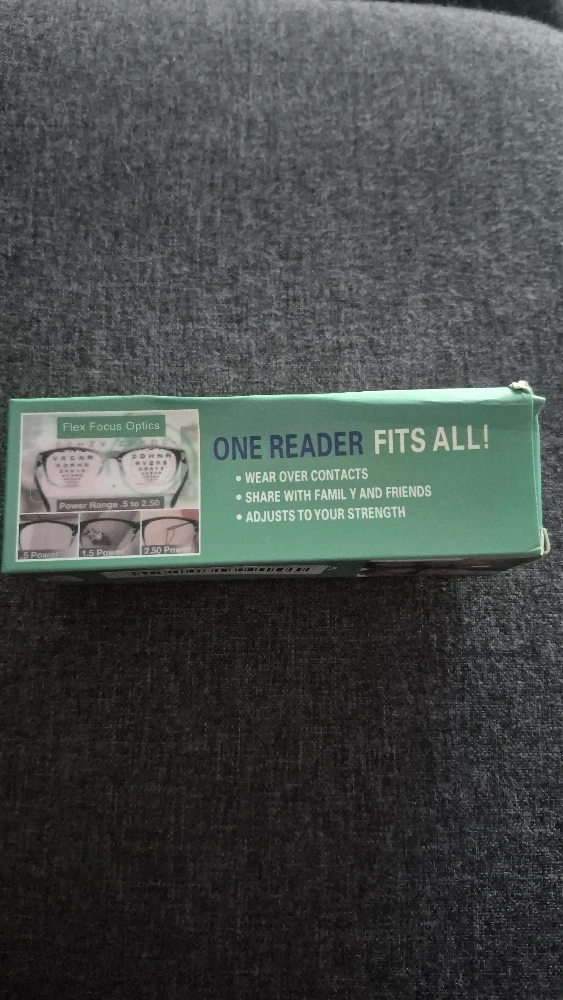 Flex Focus Optics
Power Range .5 to 2.50
.5 Power
1.5 Power
2.50 Power
ONE READER FITS ALL!
• WEAR OVER CONTACTS
• SHARE WITH FAMIL Y AND FRIENDS
• ADJUSTS TO YOUR STRENGTH